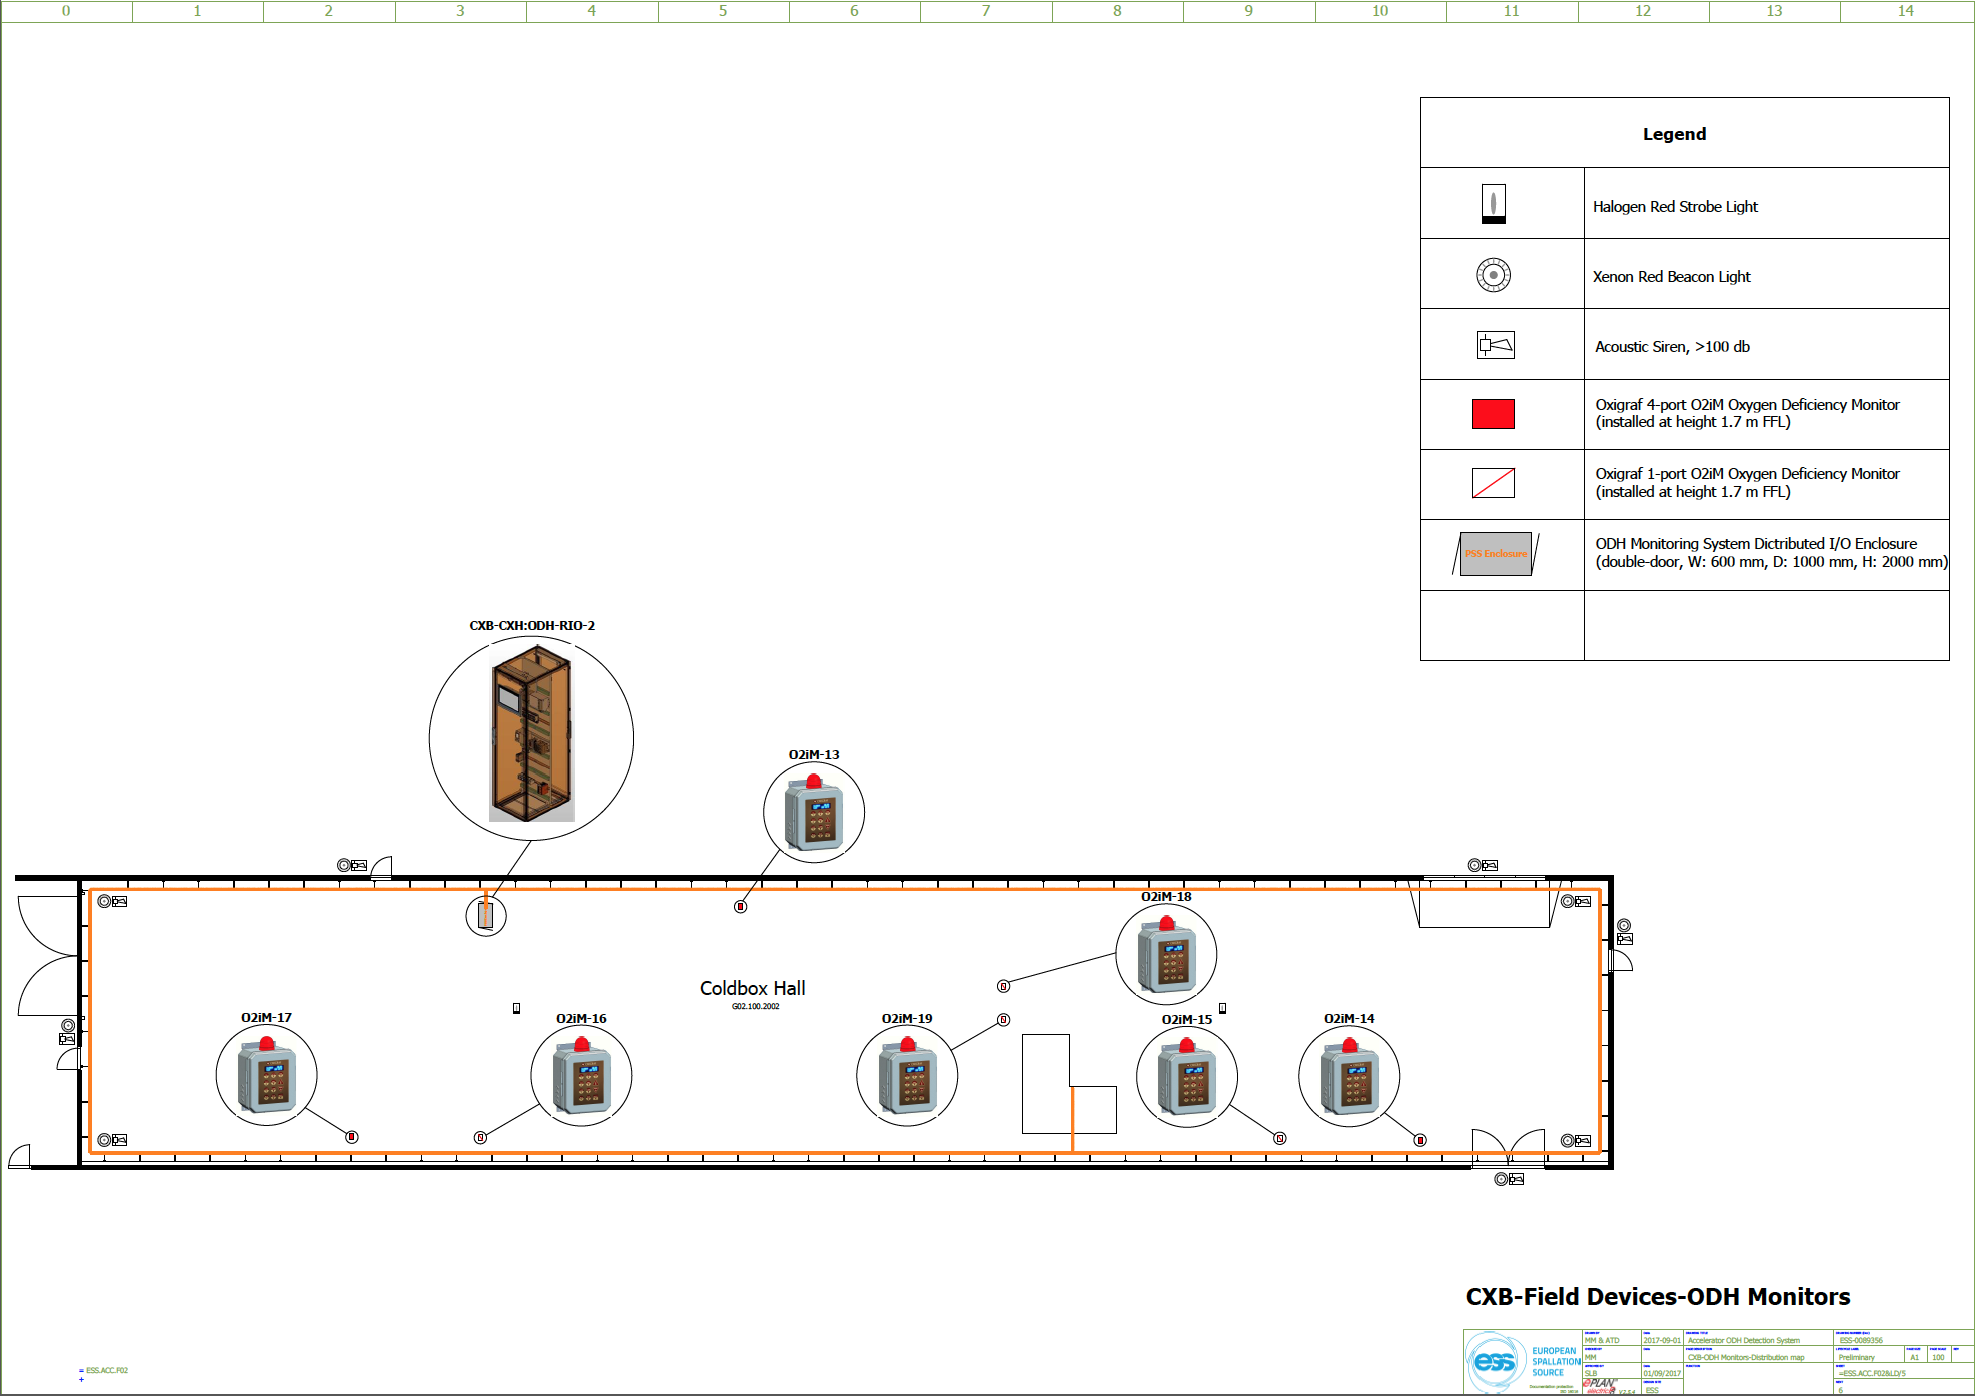 0 1 2 3 4 5 6 7 8 9 10 11 12 13 14
Legend
Halogen Red Strobe Light
Xenon Red Beacon Light
Acoustic Siren, >100 db
Oxigraf 4-port O2iM Oxygen Deficiency Monitor
(installed at height 1.7 m FFL)
Oxigraf 1-port O2iM Oxygen Deficiency Monitor
(installed at height 1.7 m FFL)
PSS Enclosure
ODH Monitoring System Dictributed I/O Enclosure
(double-door, W: 600 mm, D: 1000 mm, H: 2000 mm)
CXB-CXH:ODH-RIO-2
O2iM-13
O2iM-18
Coldbox Hall
G02.100.2002
O2iM-17
O2iM-16
O2iM-19
O2iM-15
O2iM-14
CXB-Field Devices-ODH Monitors
= ESS.ACC.F02
+
ess
EUROPEAN
SPALLATION
SOURCE
MM & ATD
2017-09-01
Accelerator ODH Detection System
ESS-0089356
MM
CXB-ODH Monitors-Distribution map
Preliminary
A1
100
SLB
01/09/2017
=ESS.ACC.F02&LD/5
ePLAN
electric
V 2.5.4
ESS
6